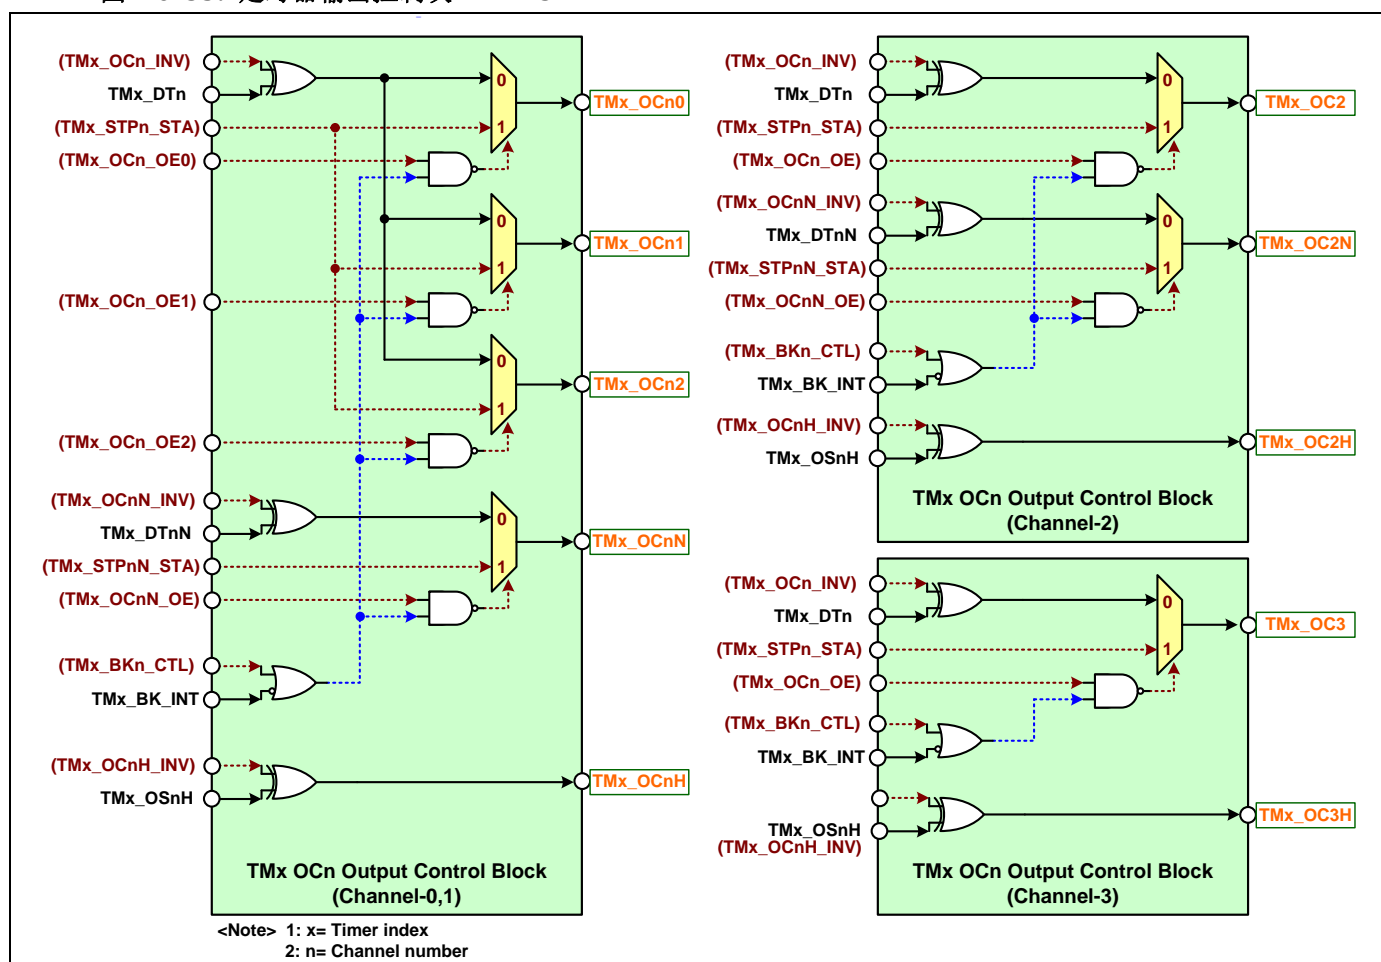 (TMx_OCn_INV)
TMx_DTn
(TMx_STPn_STA)
(TMx_OCn_OE0)
(TMx_OCn_OE1)
(TMx_OCn_OE2)
(TMx_OCnN_INV)
TMx_DTnN
(TMx_STPnN_STA)
(TMx_OCnN_OE)
(TMx_BKn_CTL)
TMx_BK_INT
(TMx_OCnH_INV)
TMx_OSnH
0
1
0
1
0
1
0
1
TMx_OCn0
TMx_OCn1
TMx_OCn2
TMx_OCnN
TMx_OCnH
TMx OCn Output Control Block
(Channel-0,1)
<Note> 1: x= Timer index
2: n= Channel number
(TMx_OCn_INV)
TMx_DTn
(TMx_STPn_STA)
(TMx_OCn_OE)
(TMx_OCnN_INV)
TMx_DTnN
(TMx_STPnN_STA)
(TMx_OCnN_OE)
(TMx_BKn_CTL)
TMx_BK_INT
(TMx_OCnH_INV)
TMx_OSnH
0
1
0
1
TMx_OC2
TMx_OC2N
TMx_OC2H
TMx OCn Output Control Block
(Channel-2)
(TMx_OCn_INV)
TMx_DTn
(TMx_STPn_STA)
(TMx_OCn_OE)
(TMx_BKn_CTL)
TMx_BK_INT
TMx_OSnH
(TMx_OCnH_INV)
0
1
TMx_OC3
TMx_OC3H
TMx OCn Output Control Block
(Channel-3)